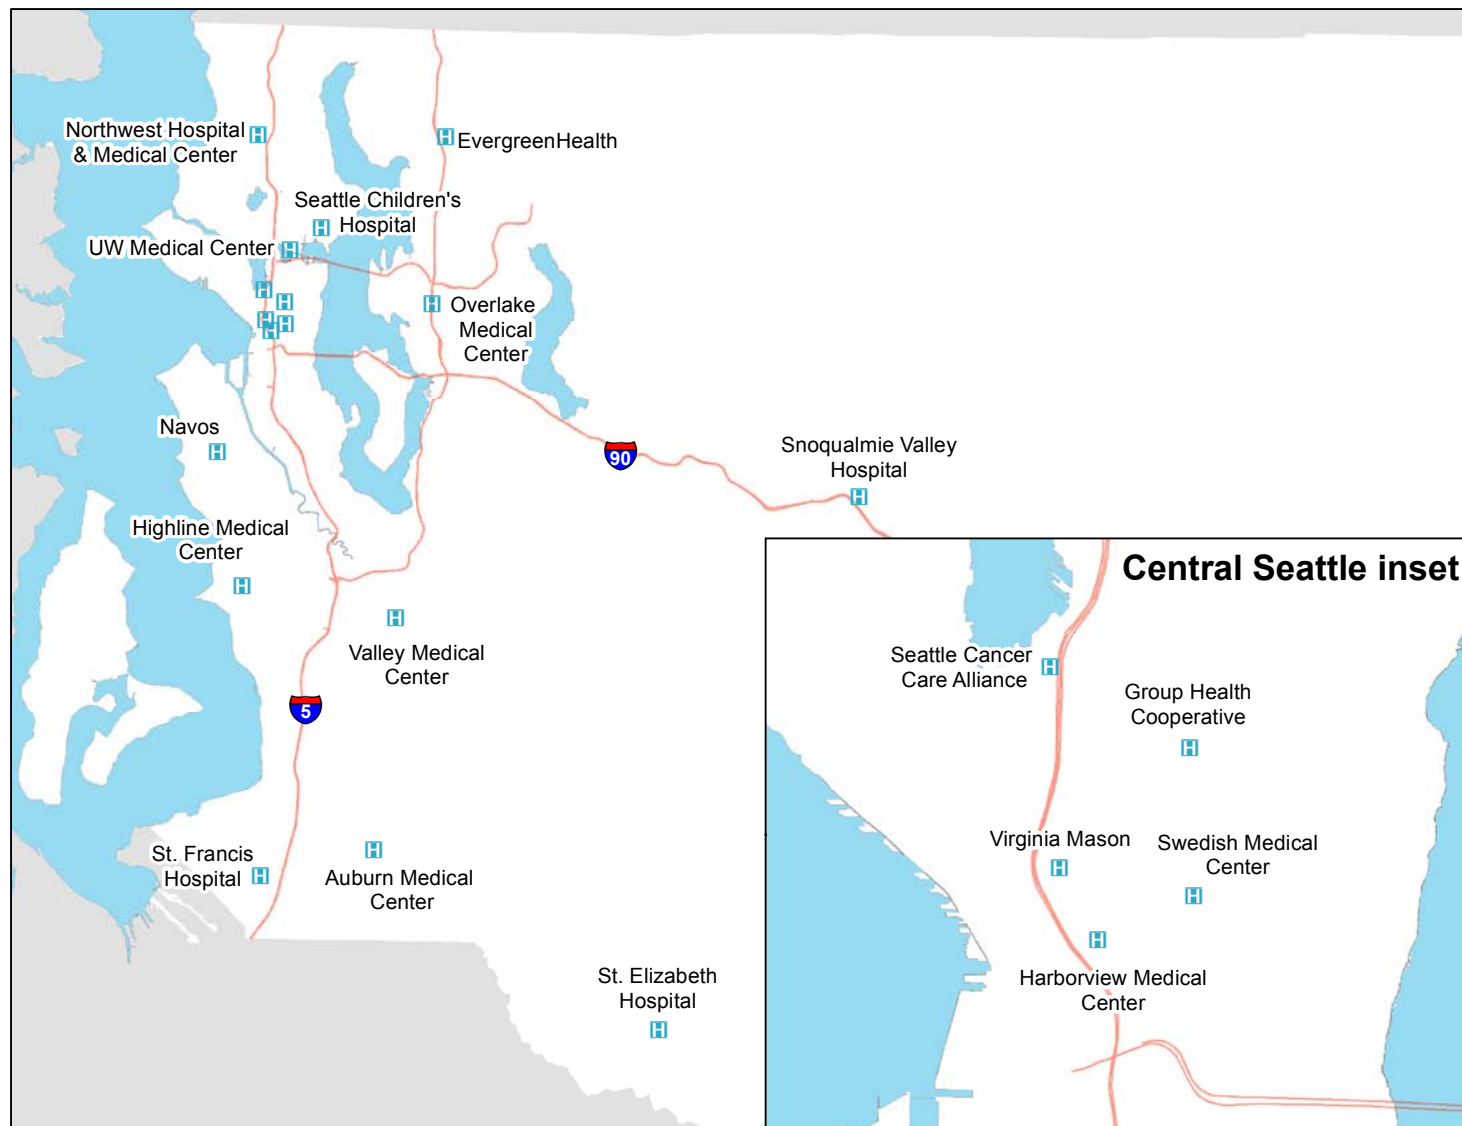 Northwest Hospital
& Medical Center
H
H
EvergreenHealth
Seattle Children's
Hospital
H
UW Medical Center
H
H
H
H
H
H
H
Overlake
Medical
Center
Navos
H
90
Snoqualmie Valley
Hospital
H
Highline Medical
Center
H
H
Valley Medical
Center
5
St. Francis
Hospital
H
H
Auburn Medical
Center
St. Elizabeth
Hospital
H
Central Seattle inset
Seattle Cancer
Care Alliance
H
Group Health
Cooperative
H
Virginia Mason
H
Swedish Medical
Center
H
H
Harborview Medical
Center